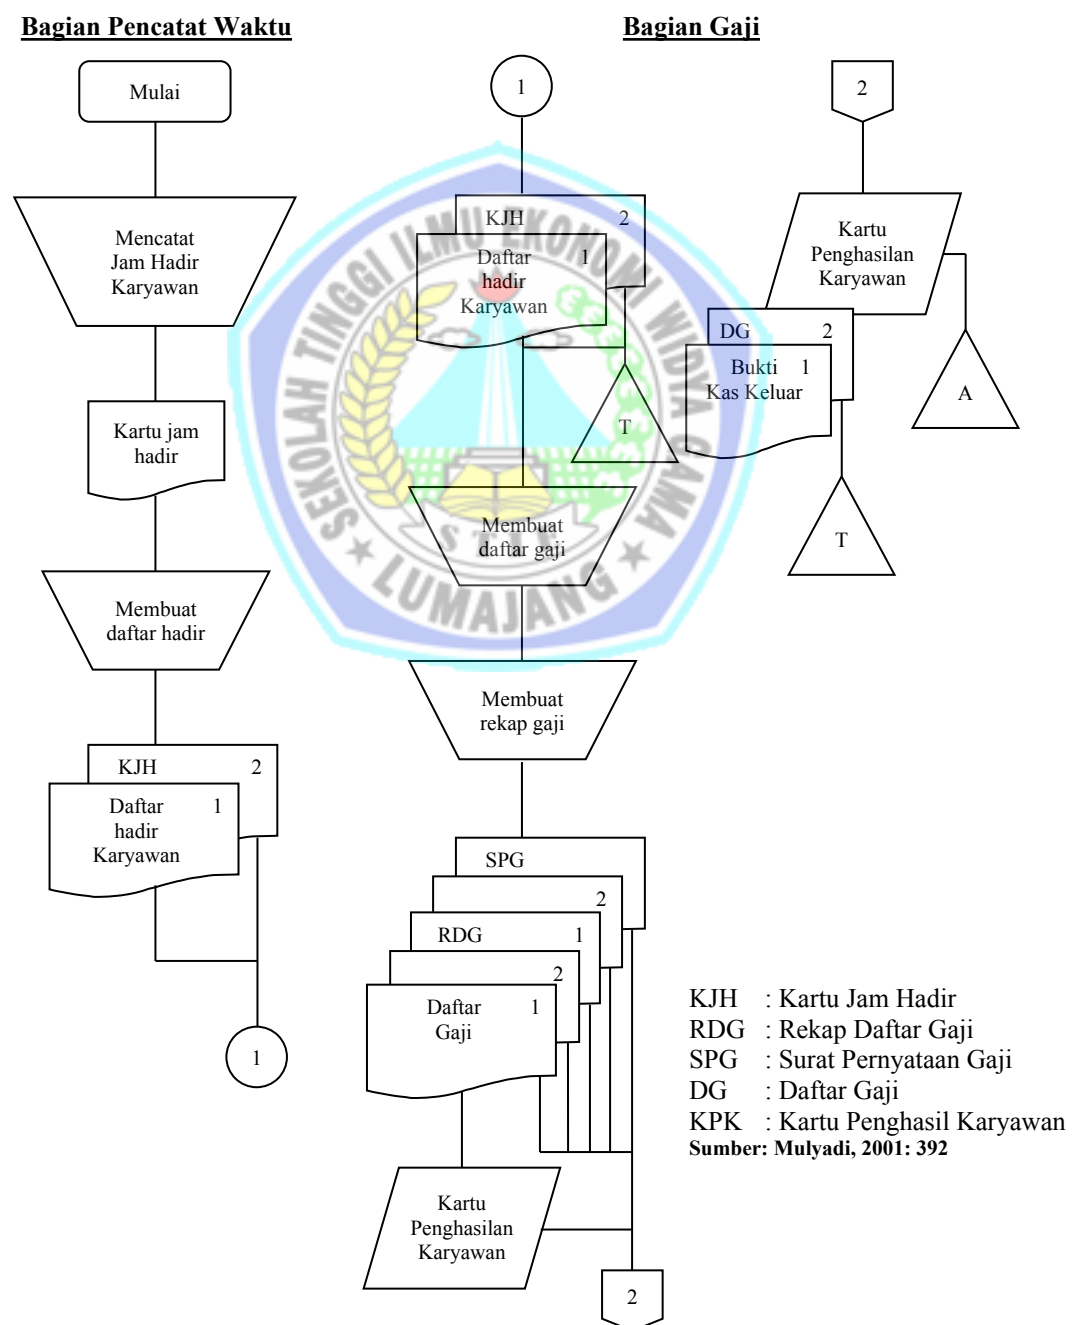 Bagian Pencatat Waktu
Mulai
Mencatat
Jam Hadir
Karyawan
Kartu jam
hadir
Membuat
daftar hadir
KJH 2
Daftar 1
hadir
Karyawan
1
Bagian Gaji
1
KJH 2
Daftar 1
hadir
Karyawan
T
Membuat
daftar gaji
Membuat
rekap gaji
SPG
2
RDG 1
2
Daftar 1
Gaji
Kartu
Penghasilan
Karyawan
2
2
Kartu
Penghasilan
Karyawan
DG 2
Bukti 1
Kas Keluar
A
T
SEKOLAH TINGGI ILMU EKONOMI WIDYA GAMA
STIE
LUMAJANG
KJH : Kartu Jam Hadir
RDG : Rekap Daftar Gaji
SPG : Surat Pernyataan Gaji
DG : Daftar Gaji
KPK : Kartu Penghasil Karyawan
Sumber: Mulyadi, 2001: 392